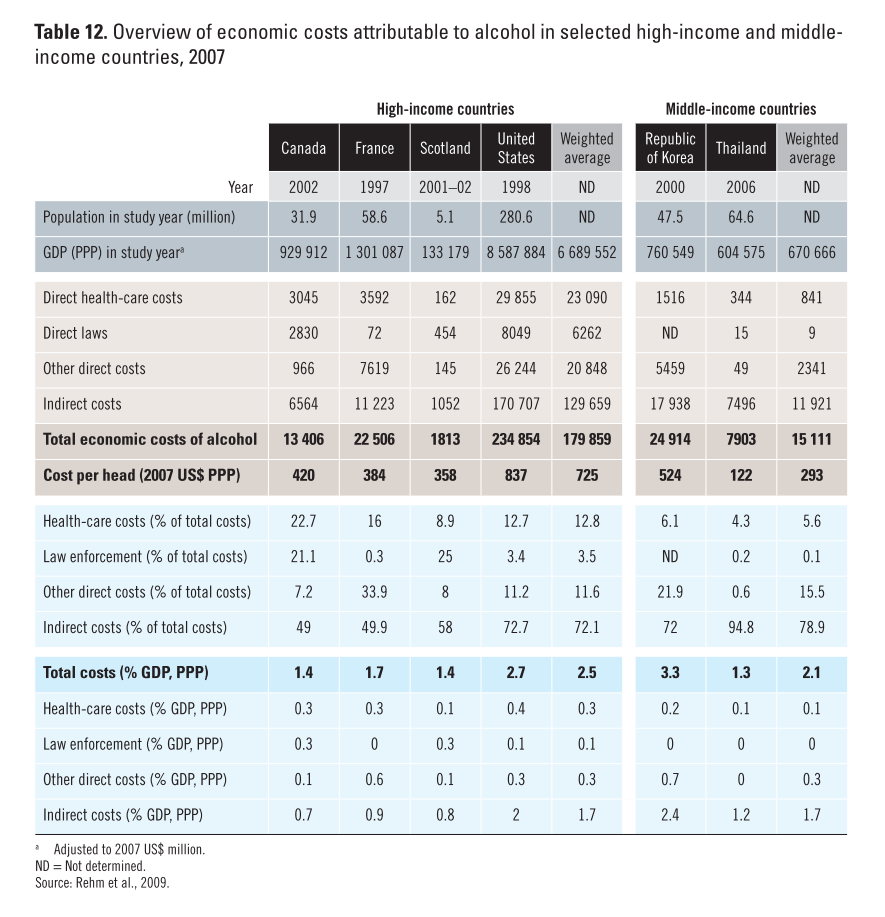 Table 12. Overview of economic costs attributable to alcohol in selected high-income and middle-
income countries, 2007
High-income countries Middle-income countries
Canada France Scotland United States Weighted average Republic of Korea Thailand Weighted average
Year 2002 1997 2001–02 1998 ND 2000 2006 ND
Population in study year (million) 31.9 58.6 5.1 280.6 ND 47.5 64.6 ND
GDP (PPP) in study yearª 929 912 1 301 087 133 179 8 587 884 6 689 552 760 549 604 575 670 666
Direct health-care costs 3045 3592 162 29 855 23 090 1516 344 841
Direct laws 2830 72 454 8049 6262 ND 15 9
Other direct costs 966 7619 145 26 244 20 848 5459 49 2341
Indirect costs 6564 11 223 1052 170 707 129 659 17 938 7496 11 921
Total economic costs of alcohol 13 406 22 506 1813 234 854 179 859 24 914 7903 15 111
Cost per head (2007 US$ PPP) 420 384 358 837 725 524 122 293
Health-care costs (% of total costs) 22.7 16 8.9 12.7 12.8 6.1 4.3 5.6
Law enforcement (% of total costs) 21.1 0.3 25 3.4 3.5 ND 0.2 0.1
Other direct costs (% of total costs) 7.2 33.9 8 11.2 11.6 21.9 0.6 15.5
Indirect costs (% of total costs) 49 49.9 58 72.7 72.1 72 94.8 78.9
Total costs (% GDP, PPP) 1.4 1.7 1.4 2.7 2.5 3.3 1.3 2.1
Health-care costs (% GDP, PPP) 0.3 0.3 0.1 0.4 0.3 0.2 0.1 0.1
Law enforcement (% GDP, PPP) 0.3 0 0.3 0.1 0.1 0 0 0
Other direct costs (% GDP, PPP) 0.1 0.6 0.1 0.3 0.3 0.7 0 0.3
Indirect costs (% GDP, PPP) 0.7 0.9 0.8 2 1.7 2.4 1.2 1.7
ª Adjusted to 2007 US$ million.
ND = Not determined.
Source: Rehm et al., 2009.